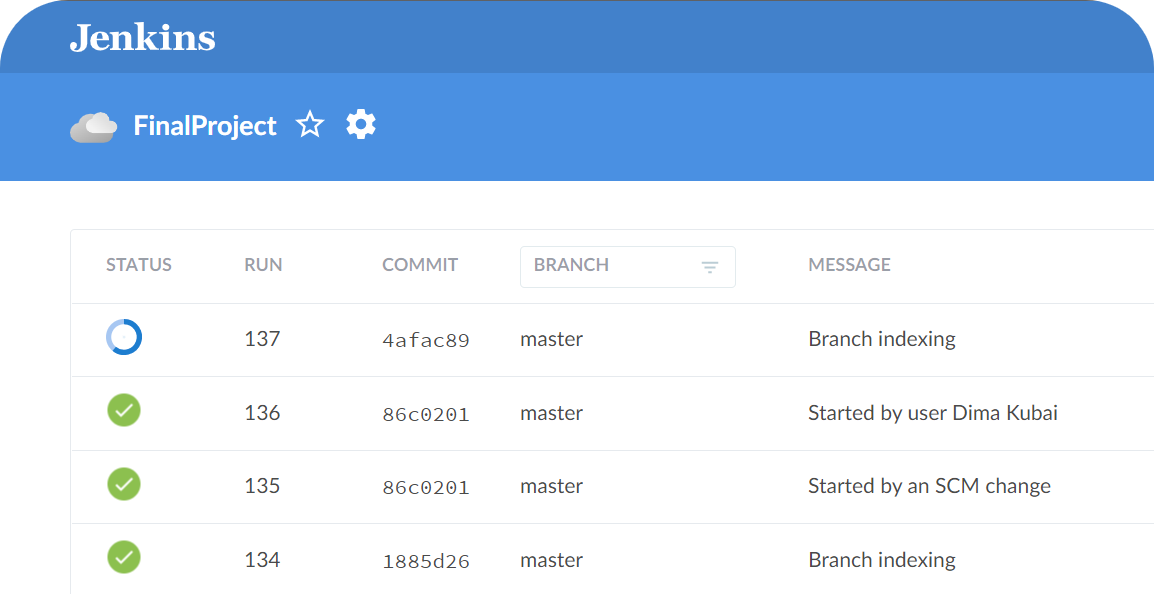 Jenkins
FinalProject
STATUS RUN COMMIT BRANCH MESSAGE
137 4afac89 master Branch indexing
136 86c0201 master Started by user Dima Kubai
135 86c0201 master Started by an SCM change
134 1885d26 master Branch indexing